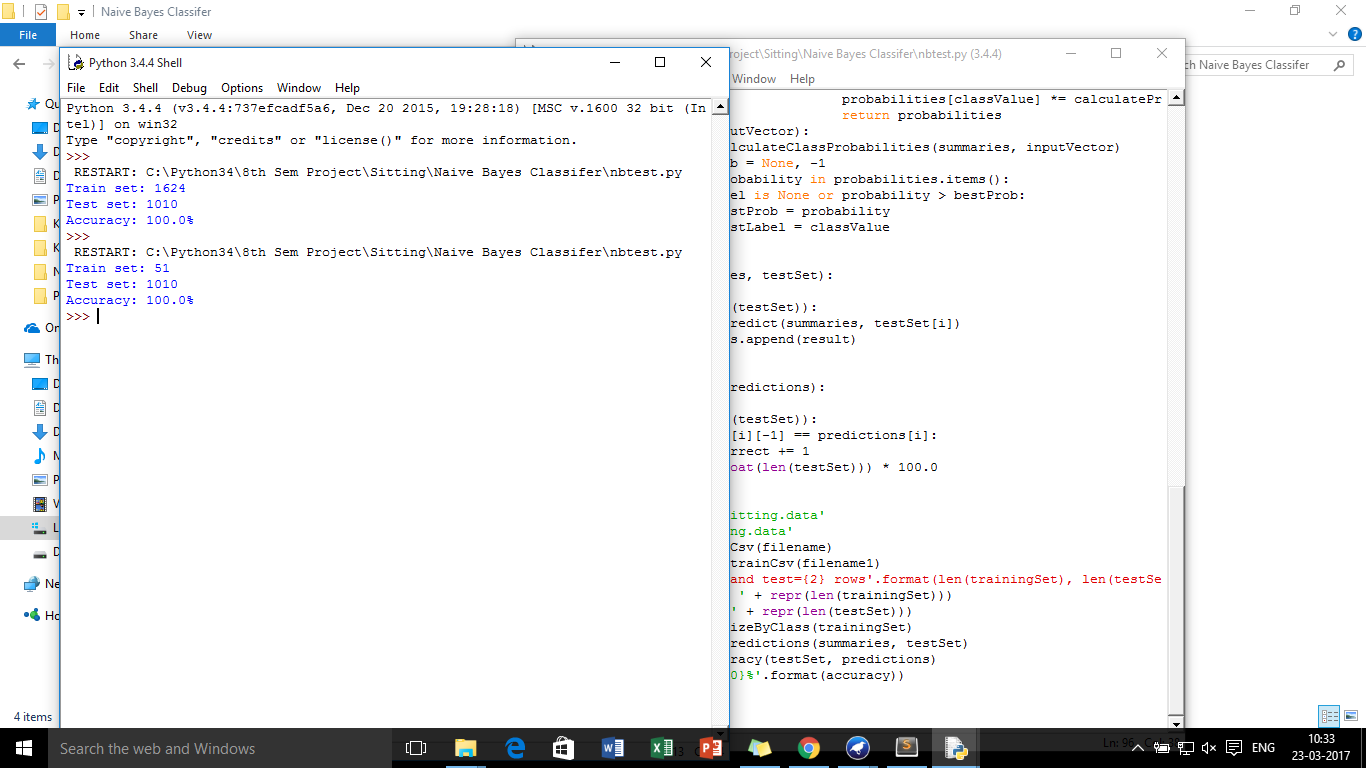 Naive Bayes Classifer
File Home Share View
Python 3.4.4 Shell
File Edit Shell Debug Options Window Help
Python 3.4.4 (v3.4.4:737efcadf5a6, Dec 20 2015, 19:28:18) [MSC v.1600 32 bit (In
tel)] on win32
Type "copyright", "credits" or "license()" for more information.
>>>
RESTART: C:\Python34\8th Sem Project\Sitting\Naive Bayes Classifer\nbtest.py
Train set: 1624
Test set: 1010
Accuracy: 100.0%
>>>
RESTART: C:\Python34\8th Sem Project\Sitting\Naive Bayes Classifer\nbtest.py
Train set: 51
Test set: 1010
Accuracy: 100.0%
>>>
roject\Sitting\Naive Bayes Classifer\nbtest.py (3.4.4)
Window Help
ch Naive Bayes Classifer
probabilities[classValue] *= calculatePr
return probabilities
utVector):
lculateClassProbabilities(summaries, inputVector)
b = None, -1
obability in probabilities.items():
el is None or probability > bestProb:
stProb = probability
stLabel = classValue
es, testSet):
(testSet)):
redict(summaries, testSet[i])
s.append(result)
redictions):
(testSet)):
[i][-1] == predictions[i]:
rrect += 1
oat(len(testSet))) * 100.0
itting.data'
ng.data'
Csv(filename)
trainCsv(filename1)
and test={2} rows'.format(len(trainingSet), len(testSe
' + repr(len(trainingSet)))
' + repr(len(testSet)))
izeByClass(trainingSet)
redictions(summaries, testSet)
racy(testSet, predictions)
0}%'.format(accuracy))
Qu
D
D
D
P
K
K
N
P
On
Th
D
D
D
M
P
V
L
D
Ne
Ho
4 items
Search the web and Windows
ENG
10:33
23-03-2017